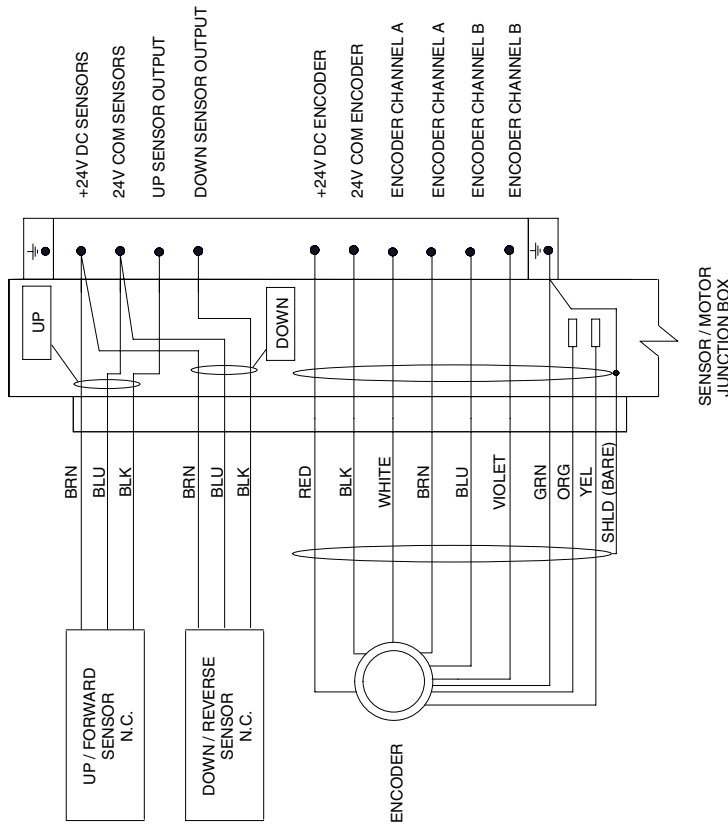 +24V DC SENSORS
24V COM SENSORS
UP SENSOR OUTPUT
DOWN SENSOR OUTPUT
+24V DC ENCODER
24V COM ENCODER
ENCODER CHANNEL A
ENCODER CHANNEL A
ENCODER CHANNEL B
ENCODER CHANNEL B
UP
DOWN
SENSOR / MOTOR
JUNCTION BOX
BRN
BLU
BLK
BRN
BLU
BLK
RED
BLK
WHITE
BRN
BLU
VIOLET
GRN
ORG
YEL
SHLD (BARE)
UP / FORWARD
SENSOR
N.C.
DOWN / REVERSE
SENSOR
N.C.
ENCODER